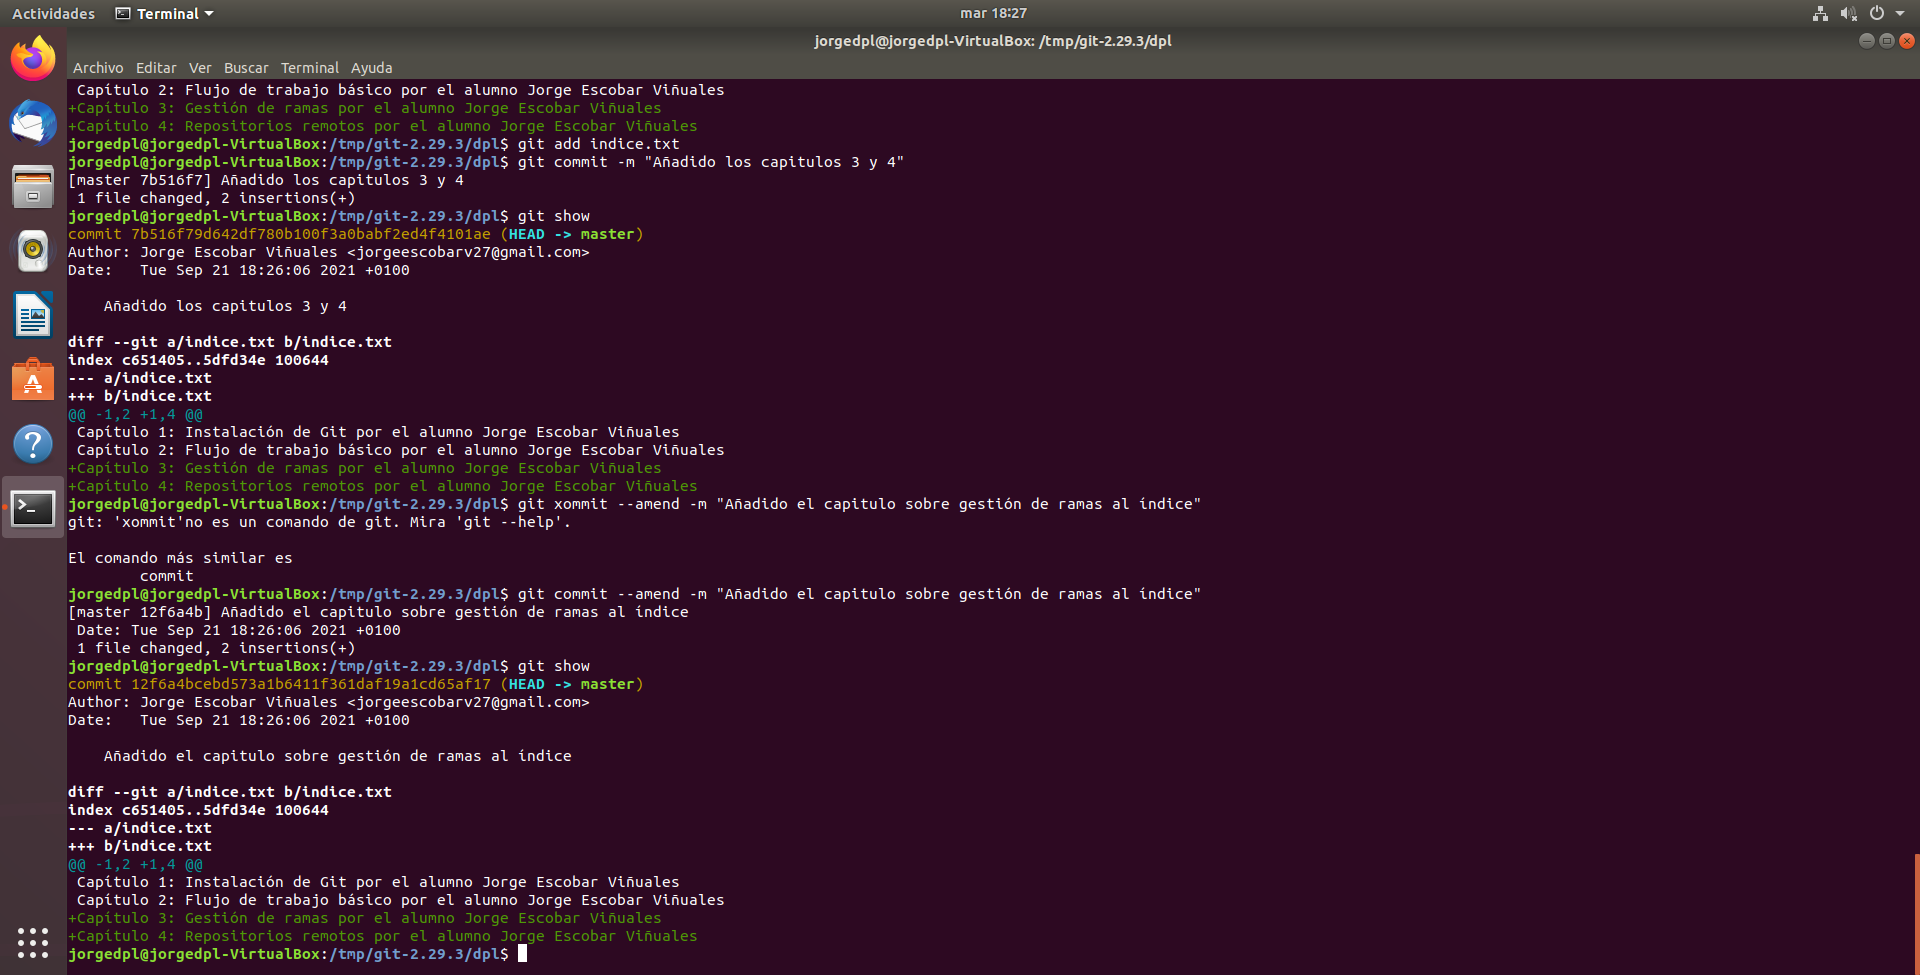 Actividades Terminal mar 18:27
jorgedpl@jorgedpl-VirtualBox: /tmp/git-2.29.3/dpl
Archivo Editar Ver Buscar Terminal Ayuda
 Capítulo 2: Flujo de trabajo básico por el alumno Jorge Escobar Viñuales
+Capítulo 3: Gestión de ramas por el alumno Jorge Escobar Viñuales
+Capítulo 4: Repositorios remotos por el alumno Jorge Escobar Viñuales
jorgedpl@jorgedpl-VirtualBox:/tmp/git-2.29.3/dpl$ git add indice.txt
jorgedpl@jorgedpl-VirtualBox:/tmp/git-2.29.3/dpl$ git commit -m "Añadido los capitulos 3 y 4"
[master 7b516f7] Añadido los capitulos 3 y 4
 1 file changed, 2 insertions(+)
jorgedpl@jorgedpl-VirtualBox:/tmp/git-2.29.3/dpl$ git show
commit 7b516f79d642df780b100f3a0babf2ed4f4101ae (HEAD -> master)
Author: Jorge Escobar Viñuales <jorgeescobarv27@gmail.com>
Date:   Tue Sep 21 18:26:06 2021 +0100
    Añadido los capitulos 3 y 4
diff --git a/indice.txt b/indice.txt
index c651405..5dfd34e 100644
--- a/indice.txt
+++ b/indice.txt
@@ -1,2 +1,4 @@
 Capítulo 1: Instalación de Git por el alumno Jorge Escobar Viñuales
 Capítulo 2: Flujo de trabajo básico por el alumno Jorge Escobar Viñuales
+Capítulo 3: Gestión de ramas por el alumno Jorge Escobar Viñuales
+Capítulo 4: Repositorios remotos por el alumno Jorge Escobar Viñuales
jorgedpl@jorgedpl-VirtualBox:/tmp/git-2.29.3/dpl$ git xommit --amend -m "Añadido el capitulo sobre gestión de ramas al índice"
git: 'xommit'no es un comando de git. Mira 'git --help'.
El comando más similar es
        commit
jorgedpl@jorgedpl-VirtualBox:/tmp/git-2.29.3/dpl$ git commit --amend -m "Añadido el capitulo sobre gestión de ramas al índice"
[master 12f6a4b] Añadido el capitulo sobre gestión de ramas al índice
 Date: Tue Sep 21 18:26:06 2021 +0100
 1 file changed, 2 insertions(+)
jorgedpl@jorgedpl-VirtualBox:/tmp/git-2.29.3/dpl$ git show
commit 12f6a4bcebd573a1b6411f361daf19a1cd65af17 (HEAD -> master)
Author: Jorge Escobar Viñuales <jorgeescobarv27@gmail.com>
Date:   Tue Sep 21 18:26:06 2021 +0100
    Añadido el capitulo sobre gestión de ramas al índice
diff --git a/indice.txt b/indice.txt
index c651405..5dfd34e 100644
--- a/indice.txt
+++ b/indice.txt
@@ -1,2 +1,4 @@
 Capítulo 1: Instalación de Git por el alumno Jorge Escobar Viñuales
 Capítulo 2: Flujo de trabajo básico por el alumno Jorge Escobar Viñuales
+Capítulo 3: Gestión de ramas por el alumno Jorge Escobar Viñuales
+Capítulo 4: Repositorios remotos por el alumno Jorge Escobar Viñuales
jorgedpl@jorgedpl-VirtualBox:/tmp/git-2.29.3/dpl$